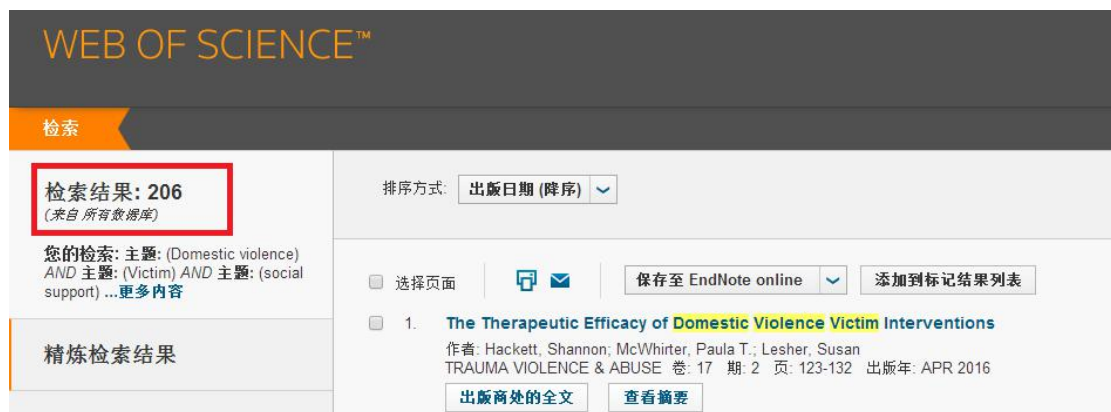 WEB OF SCIENCE™
检索
检索结果: 206
(来自 所有数据库)
您的检索: 主题: (Domestic violence)
AND 主题: (Victim) AND 主题: (social
support) ...更多内容
精炼检索结果
排序方式: 出版日期 (降序)
选择页面 保存至 EndNote online 添加到标记结果列表
1. The Therapeutic Efficacy of Domestic Violence Victim Interventions
作者: Hackett, Shannon; McWhirter, Paula T.; Lesher, Susan
TRAUMA VIOLENCE & ABUSE 卷: 17 期: 2 页: 123-132 出版年: APR 2016
出版商处的全文 查看摘要